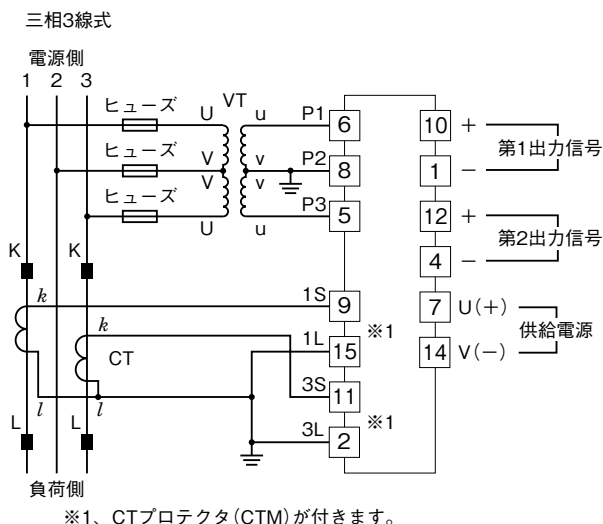 三相3線式
電源側
1 2 3
ヒューズ U VT u P1 6 10 + 第1出力信号
ヒューズ V v P2 8 1 −
V v
ヒューズ U u P3 5 12 + 第2出力信号
4 −
K K
k 1S 9 ※1 7 U(+) 供給電源
k 1L 15 14 V(−)
CT 3S 11 ※1
l l
L L 3L 2
負荷側
※1、CTプロテクタ(CTM)が付きます。